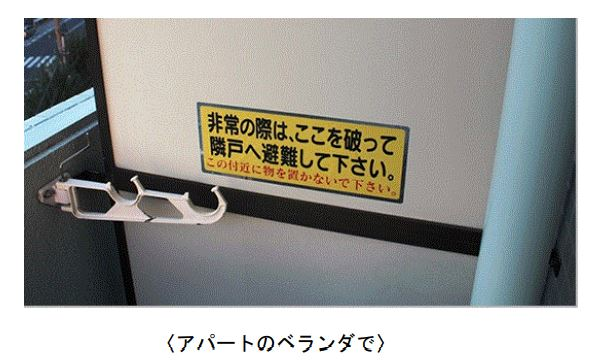 非常の際は、ここを破って
隣戸へ避難して下さい。
この付近に物を置かないで下さい。
〈アパートのベランダで〉